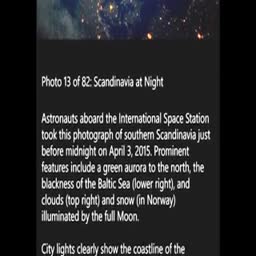 Photo 13 of 82: Scandinavia at Night
Astronauts aboard the International Space Station
took this photograph of southern Scandinavia just
before midnight on April 3, 2015. Prominent
features include a green aurora to the north, the
blackness of the Baltic Sea (lower right), and
clouds (top right) and snow (in Norway)
illuminated by the full Moon.
City lights clearly show the coastline of the